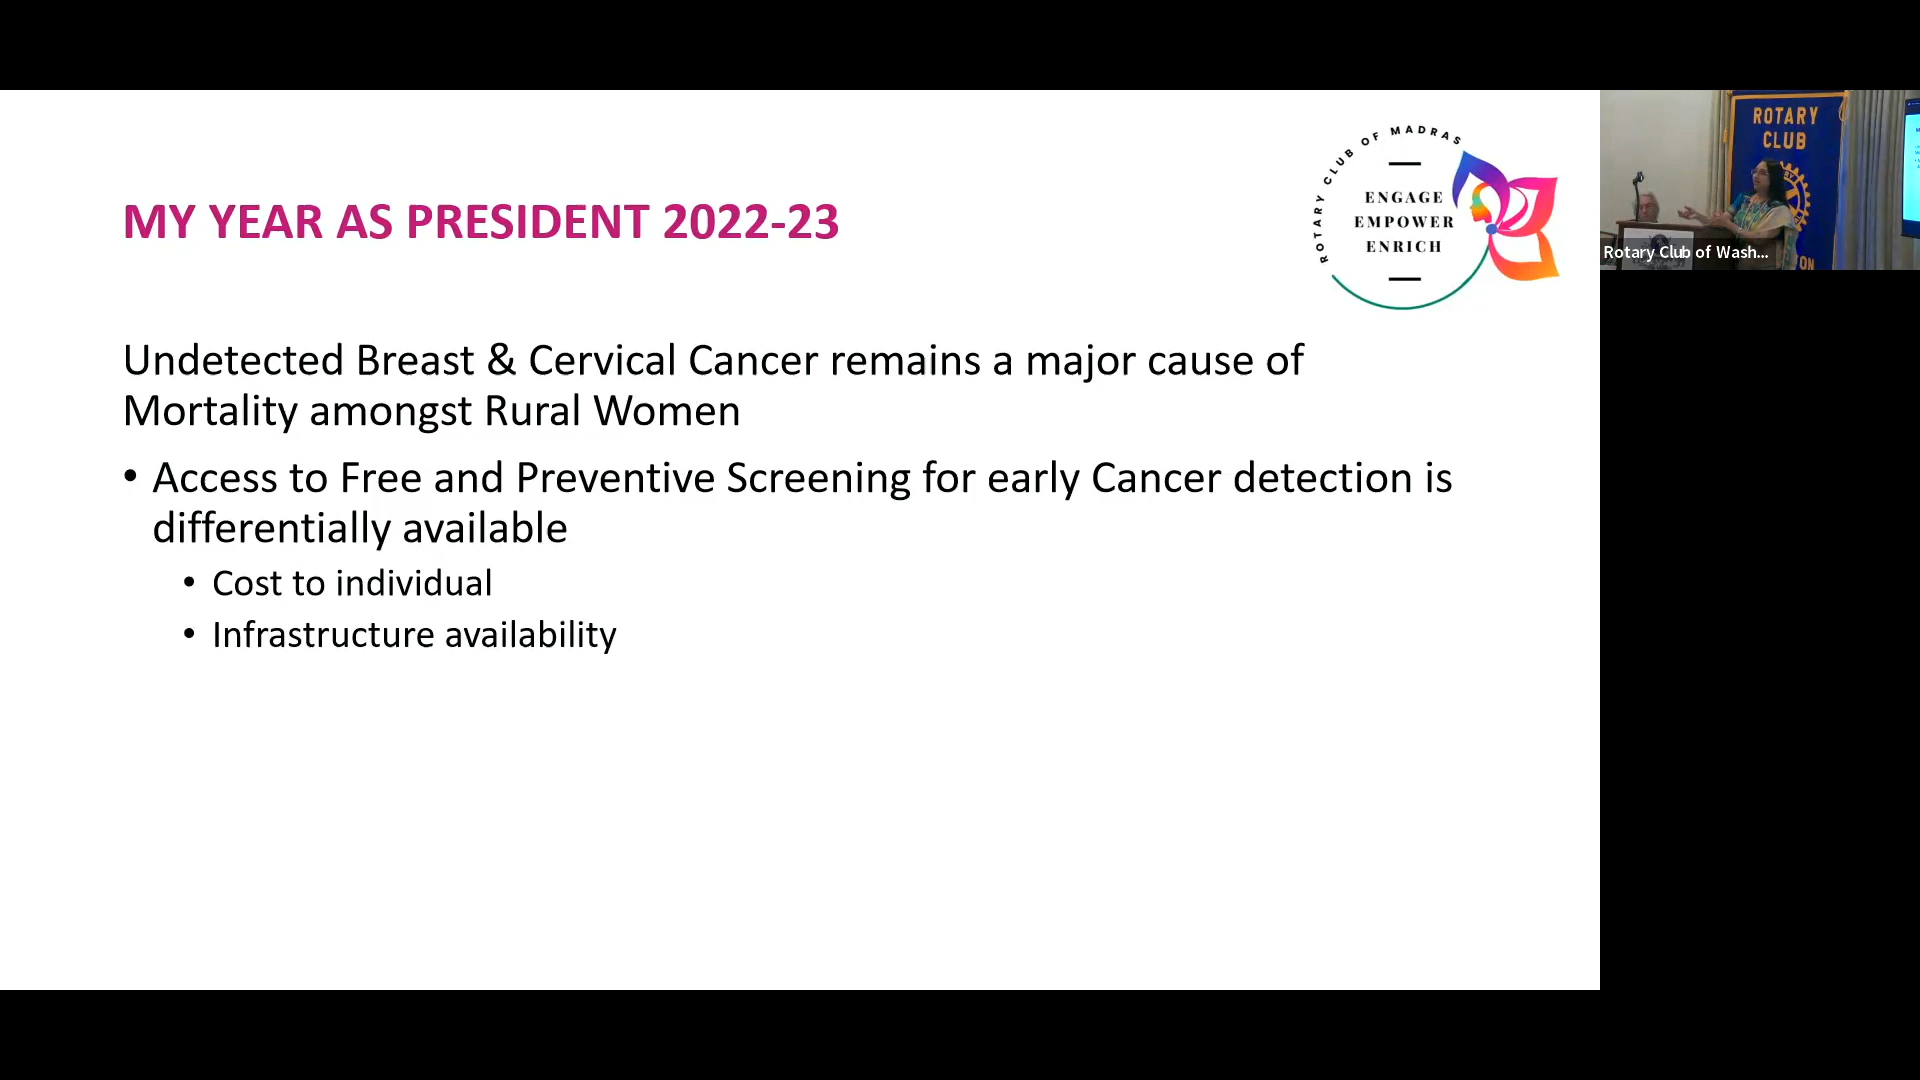 MY YEAR AS PRESIDENT 2022-23
ROTARY CLUB OF MADRAS
ENGAGE
EMPOWER
ENRICH
Undetected Breast & Cervical Cancer remains a major cause of
Mortality amongst Rural Women
• Access to Free and Preventive Screening for early Cancer detection is
differentially available
• Cost to individual
• Infrastructure availability
ROTARY
CLUB
Rotary Club of Wash...